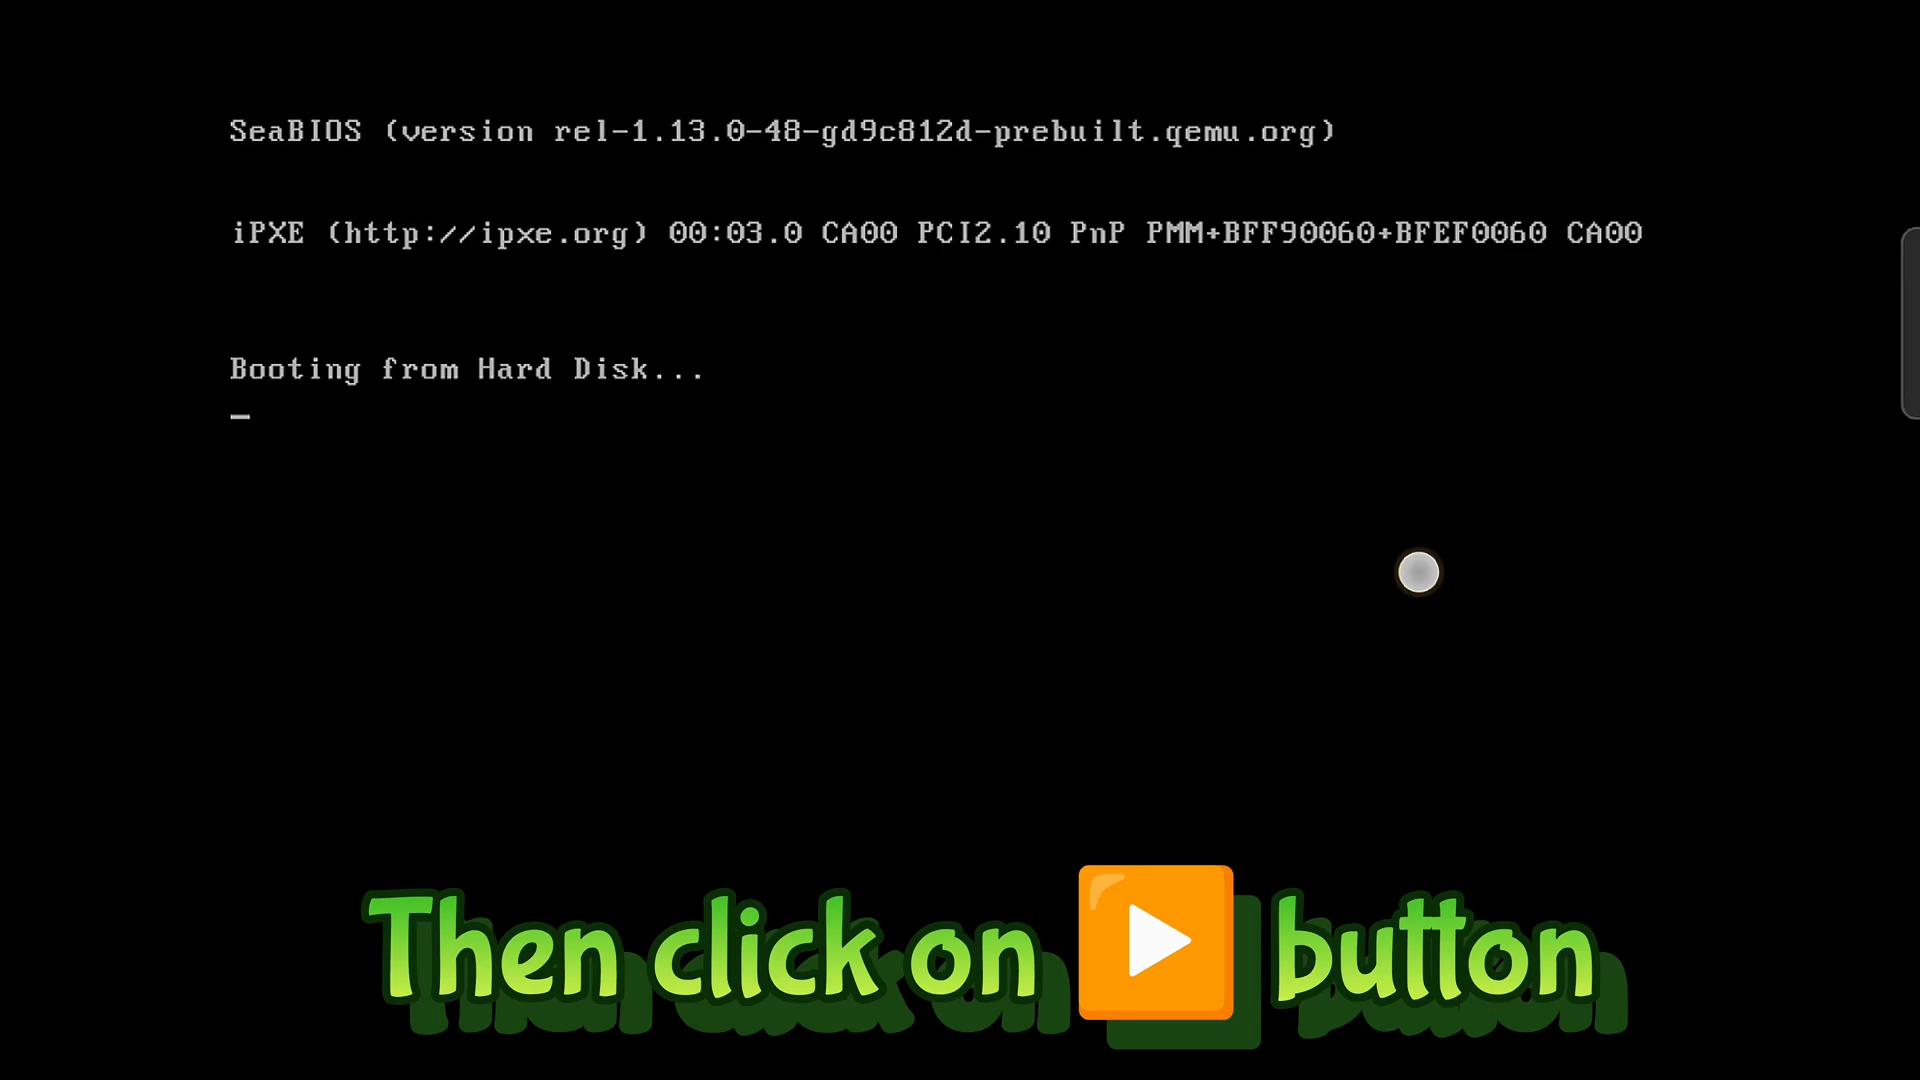 SeaBIOS (version rel-1.13.0-48-gd9c812d-prebuilt.qemu.org)
iPXE (http://ipxe.org) 00:03.0 CA00 PCI2.10 PnP PMM+BFF90060+BFEF0060 CA00
Booting from Hard Disk...
_
Then click on ▶️ button